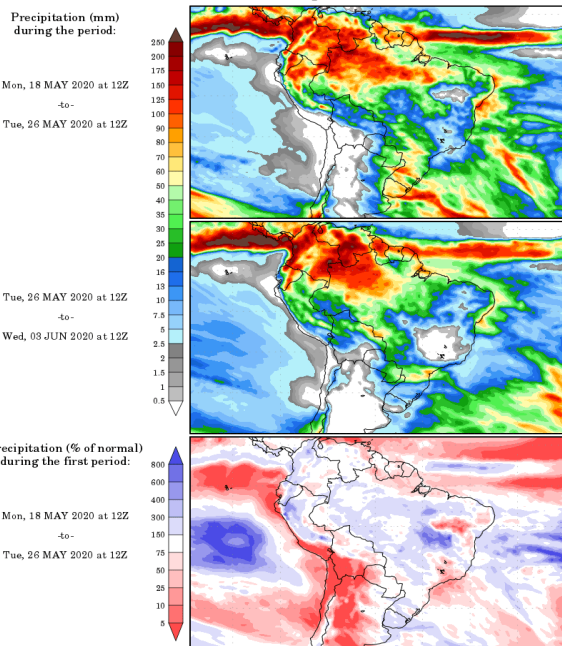 Precipitation (mm)
during the period:
250
200
175
150
125
100
90
80
70
60
50
40
35
30
25
20
16
13
10
7.5
5
2.5
2
1.5
1
0.5
Mon, 18 MAY 2020 at 12Z
-to-
Tue, 26 MAY 2020 at 12Z
Tue, 26 MAY 2020 at 12Z
-to-
Wed, 03 JUN 2020 at 12Z
recipitation (% of normal)
during the first period:
800
600
400
300
150
75
50
25
10
5
Mon, 18 MAY 2020 at 12Z
-to-
Tue, 26 MAY 2020 at 12Z